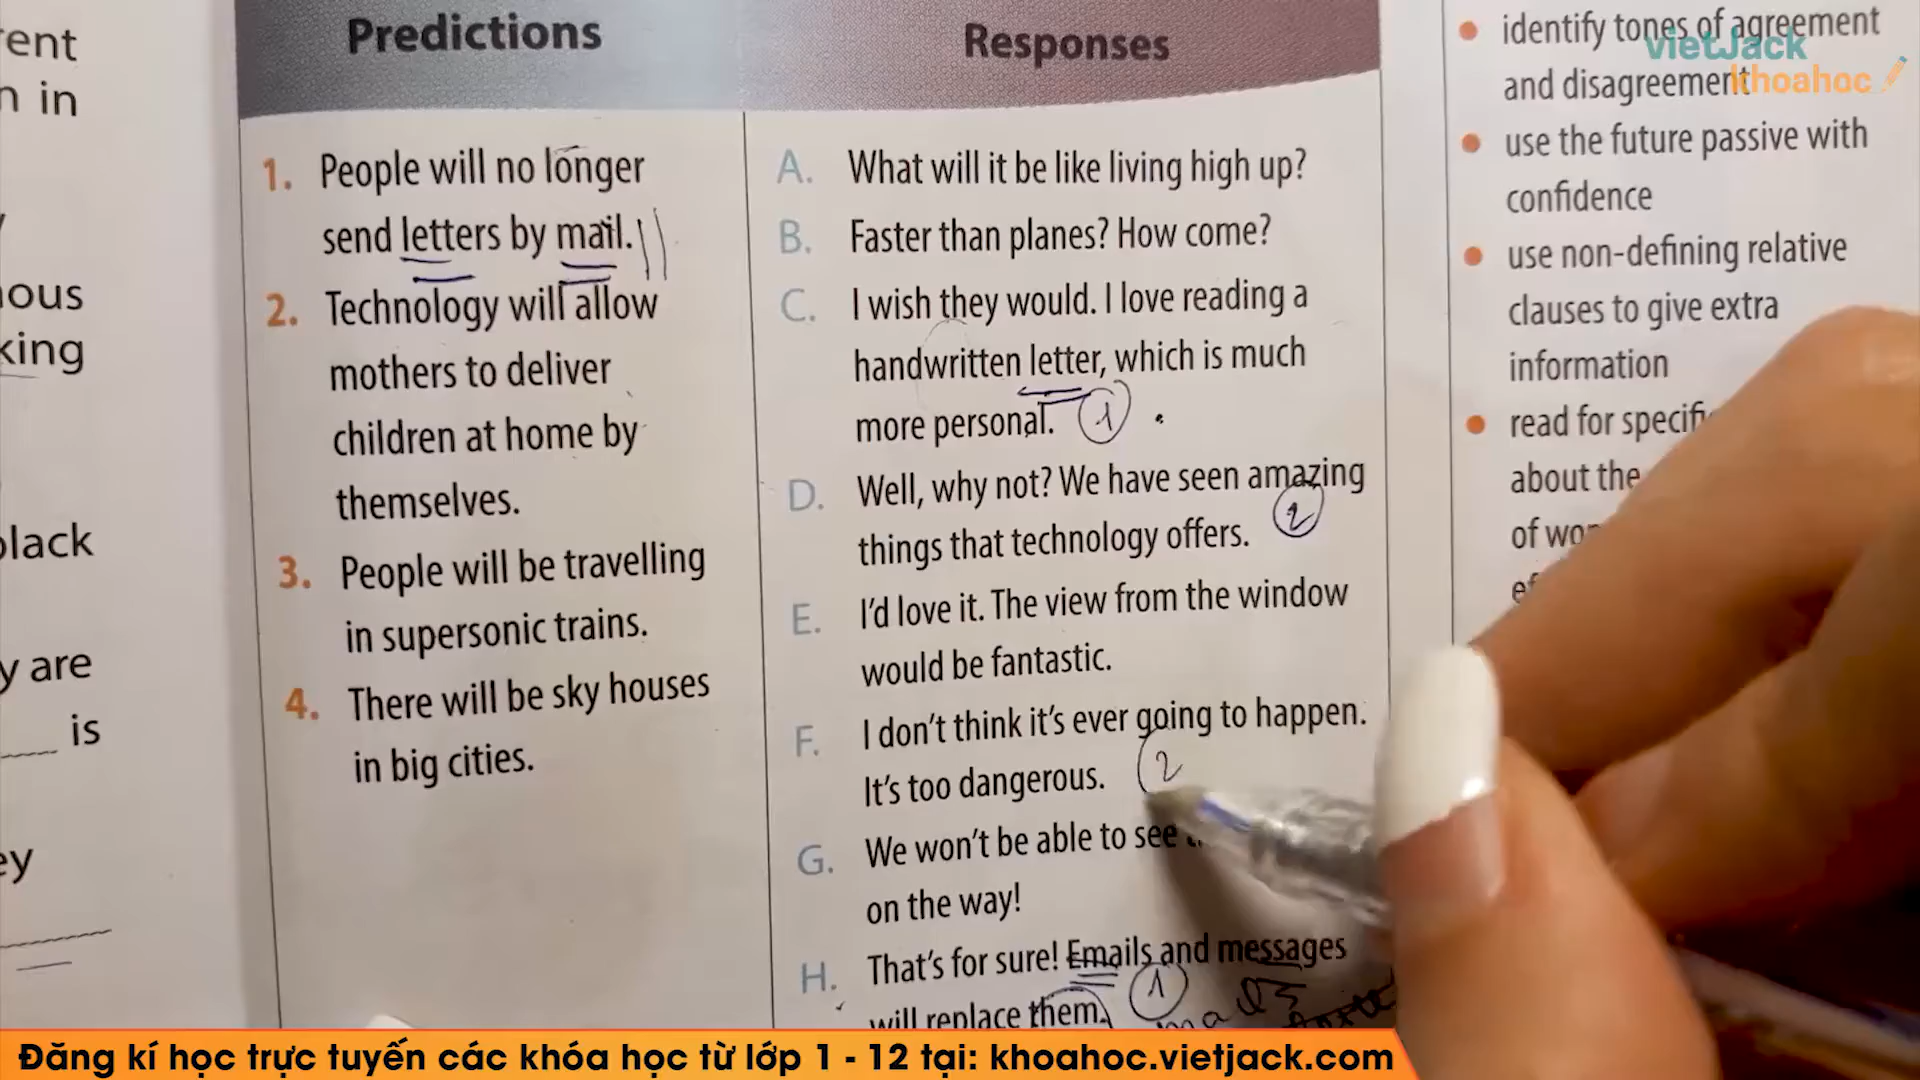 rent
n in
nous
king
black
y are
is
ey
Predictions
1. People will no longer
send letters by mail.
2. Technology will allow
mothers to deliver
children at home by
themselves.
3. People will be travelling
in supersonic trains.
4. There will be sky houses
in big cities.
Responses
A. What will it be like living high up?
B. Faster than planes? How come?
C. I wish they would. I love reading a
handwritten letter, which is much
more personal. 1
D. Well, why not? We have seen amazing
things that technology offers. 2
E. I'd love it. The view from the window
would be fantastic.
F. I don't think it's ever going to happen.
It's too dangerous. 2
G. We won't be able to see
on the way!
H. That's for sure! Emails and messages
will replace them. 1
• identify tones of agreement
and disagreement
• use the future passive with
confidence
• use non-defining relative
clauses to give extra
information
• read for specif
about the
of wo
vietJack
khoahoc
Đăng kí học trực tuyến các khóa học từ lớp 1 - 12 tại: khoahoc.vietjack.com